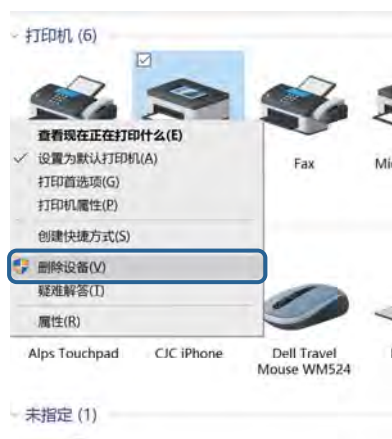 打印机 (6)
查看现在正在打印什么(E)
设置为默认打印机(A)
打印首选项(G)
打印机属性(P)
创建快捷方式(S)
删除设备(V)
疑难解答(T)
属性(R)
Fax
Mi
Alps Touchpad
CJC iPhone
Dell Travel
Mouse WM524
未指定 (1)